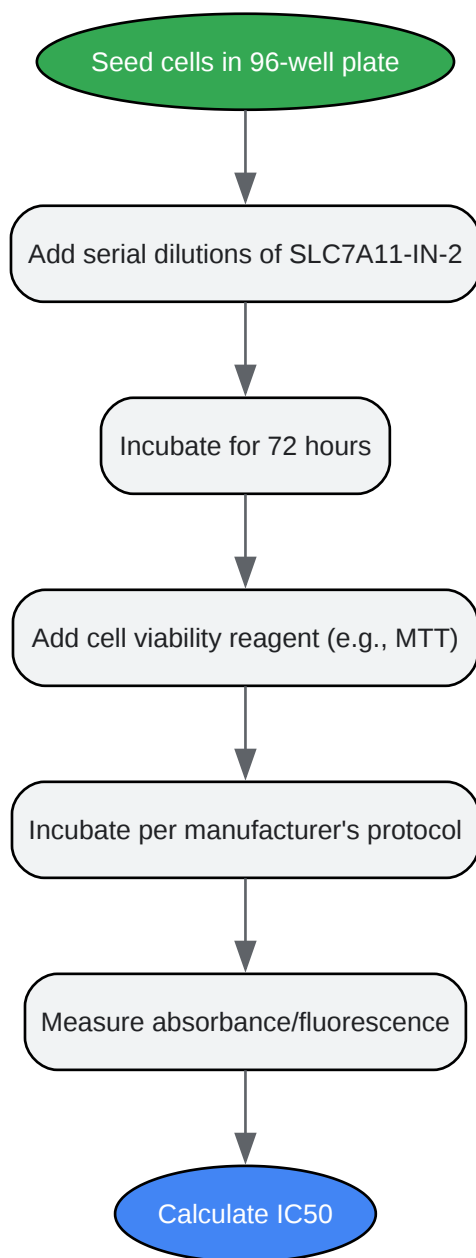 Seed cells in 96-well plate
Add serial dilutions of SLC7A11-IN-2
Incubate for 72 hours
Add cell viability reagent (e.g., MTT)
Incubate per manufacturer's protocol
Measure absorbance/fluorescence
Calculate IC50